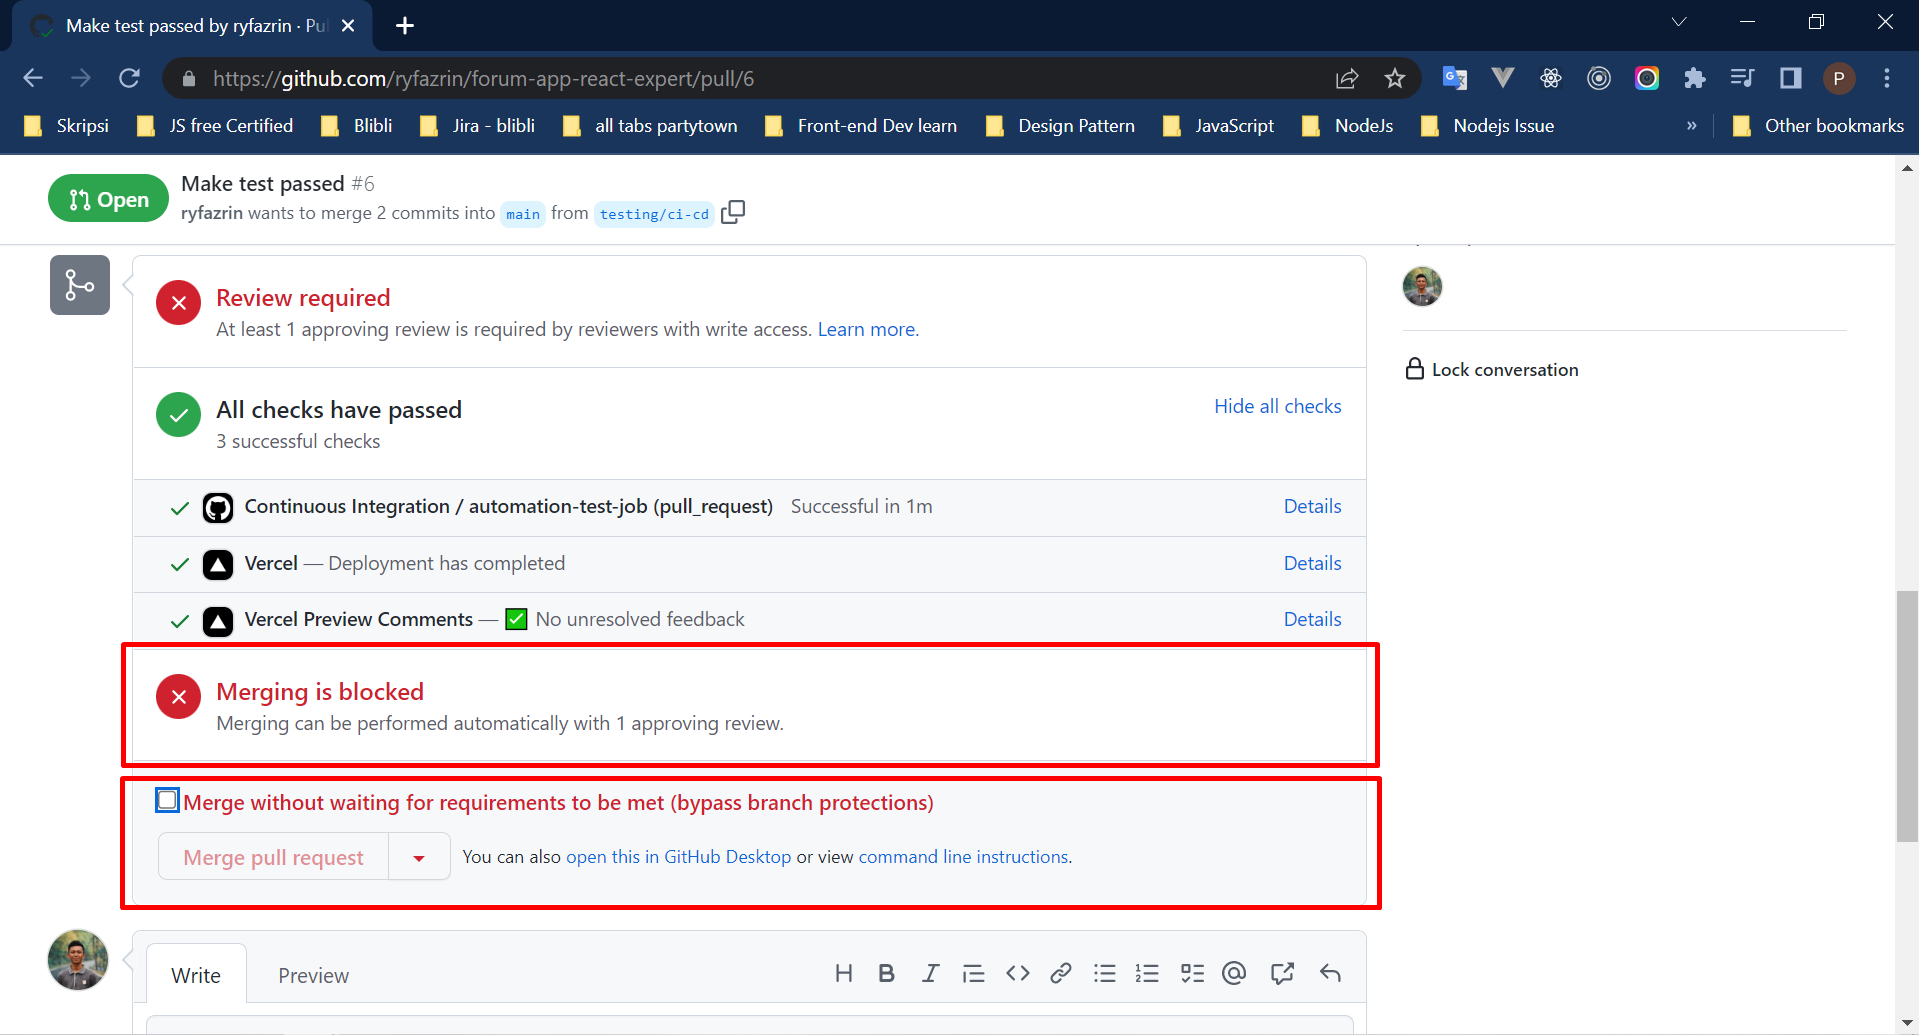 Make test passed by ryfazrin · Pu
https://github.com/ryfazrin/forum-app-react-expert/pull/6
P
Skripsi JS free Certified Blibli Jira - blibli all tabs partytown Front-end Dev learn Design Pattern JavaScript NodeJs Nodejs Issue » Other bookmarks
Open
Make test passed #6
ryfazrin wants to merge 2 commits into main from testing/ci-cd
Review required
At least 1 approving review is required by reviewers with write access. Learn more.
Lock conversation
All checks have passed
Hide all checks
3 successful checks
Continuous Integration / automation-test-job (pull_request) Successful in 1m Details
Vercel — Deployment has completed Details
Vercel Preview Comments — ✅ No unresolved feedback Details
Merging is blocked
Merging can be performed automatically with 1 approving review.
Merge without waiting for requirements to be met (bypass branch protections)
Merge pull request You can also open this in GitHub Desktop or view command line instructions.
Write Preview